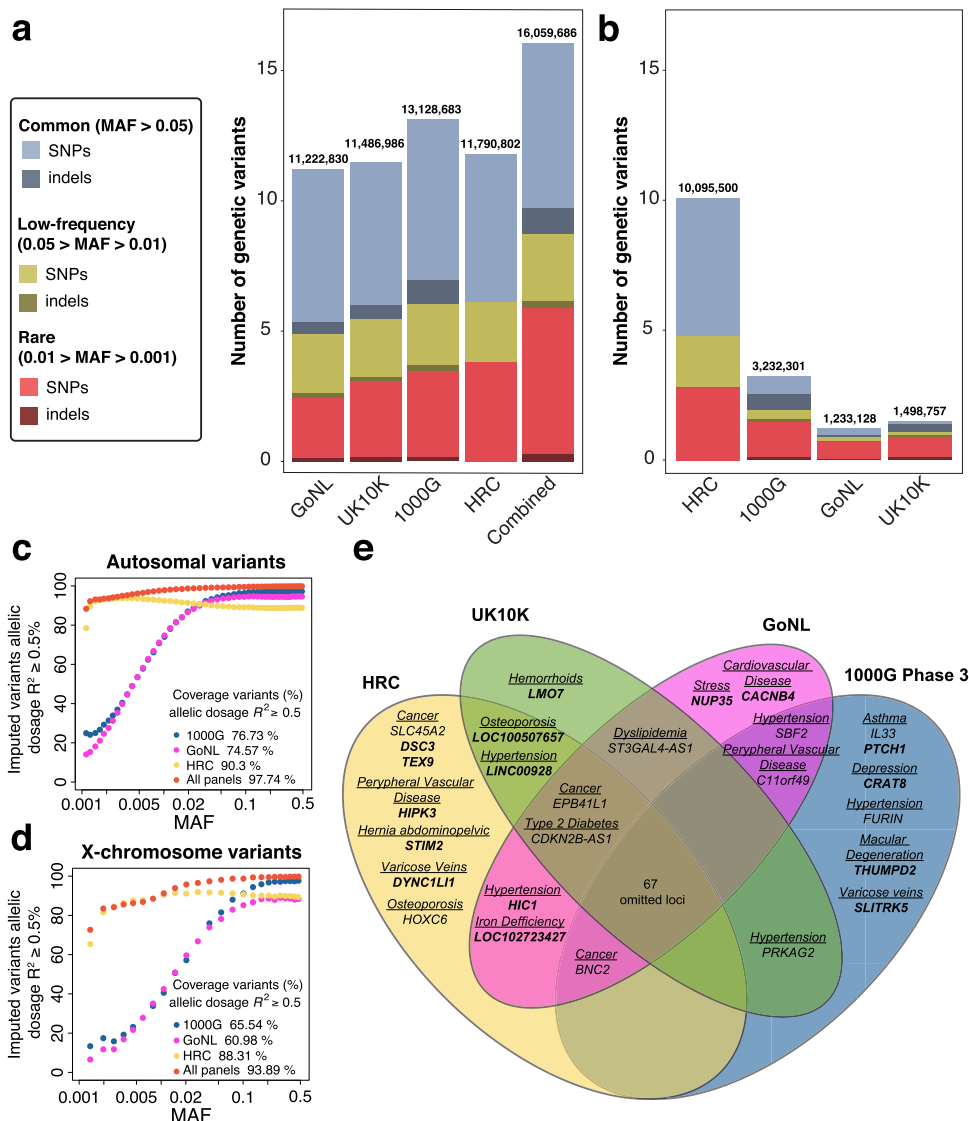 a
Common (MAF > 0.05)
SNPs
indels
Low-frequency
(0.05 > MAF > 0.01)
SNPs
indels
Rare
(0.01 > MAF > 0.001)
SNPs
indels
Number of genetic variants
15
10
5
0
11,222,830
11,486,986
13,128,683
11,790,802
16,059,686
GoNL
UK10K
1000G
HRC
Combined
b
Number of genetic variants
15
10
5
0
10,095,500
3,232,301
1,233,128
1,498,757
HRC
1000G
GoNL
UK10K
c
Autosomal variants
Imputed variants allelic
dosage R² ≥ 0.5%
100
80
60
40
20
0
Coverage variants (%)
allelic dosage R² ≥ 0.5
1000G 76.73 %
GoNL 74.57 %
HRC 90.3 %
All panels 97.74 %
0.001
0.005
0.02
0.1
0.5
MAF
d
X-chromosome variants
Imputed variants allelic
dosage R² ≥ 0.5%
100
80
60
40
20
0
Coverage variants (%)
allelic dosage R² ≥ 0.5
1000G 65.54 %
GoNL 60.98 %
HRC 88.31 %
All panels 93.89 %
0.001
0.005
0.02
0.1
0.5
MAF
e
HRC
UK10K
GoNL
1000G Phase 3
Cancer
SLC45A2
DSC3
TEX9
Perypheral Vascular
Disease
HIPK3
Hernia abdominopelvic
STIM2
Varicose Veins
DYNC1LI1
Osteoporosis
HOXC6
Hemorrhoids
LMO7
Osteoporosis
LOC100507657
Hypertension
LINC00928
Dyslipidemia
ST3GAL4-AS1
Cancer
EPB41L1
Type 2 Diabetes
CDKN2B-AS1
Stress
NUP35
Cardiovascular
Disease
CACNB4
Hypertension
SBF2
Perypheral Vascular
Disease
C11orf49
Asthma
IL33
PTCH1
Depression
CRAT8
Hypertension
FURIN
Macular
Degeneration
THUMPD2
Varicose veins
SLITRK5
67
omitted loci
Hypertension
HIC1
Iron Defficiency
LOC102723427
Cancer
BNC2
Hypertension
PRKAG2